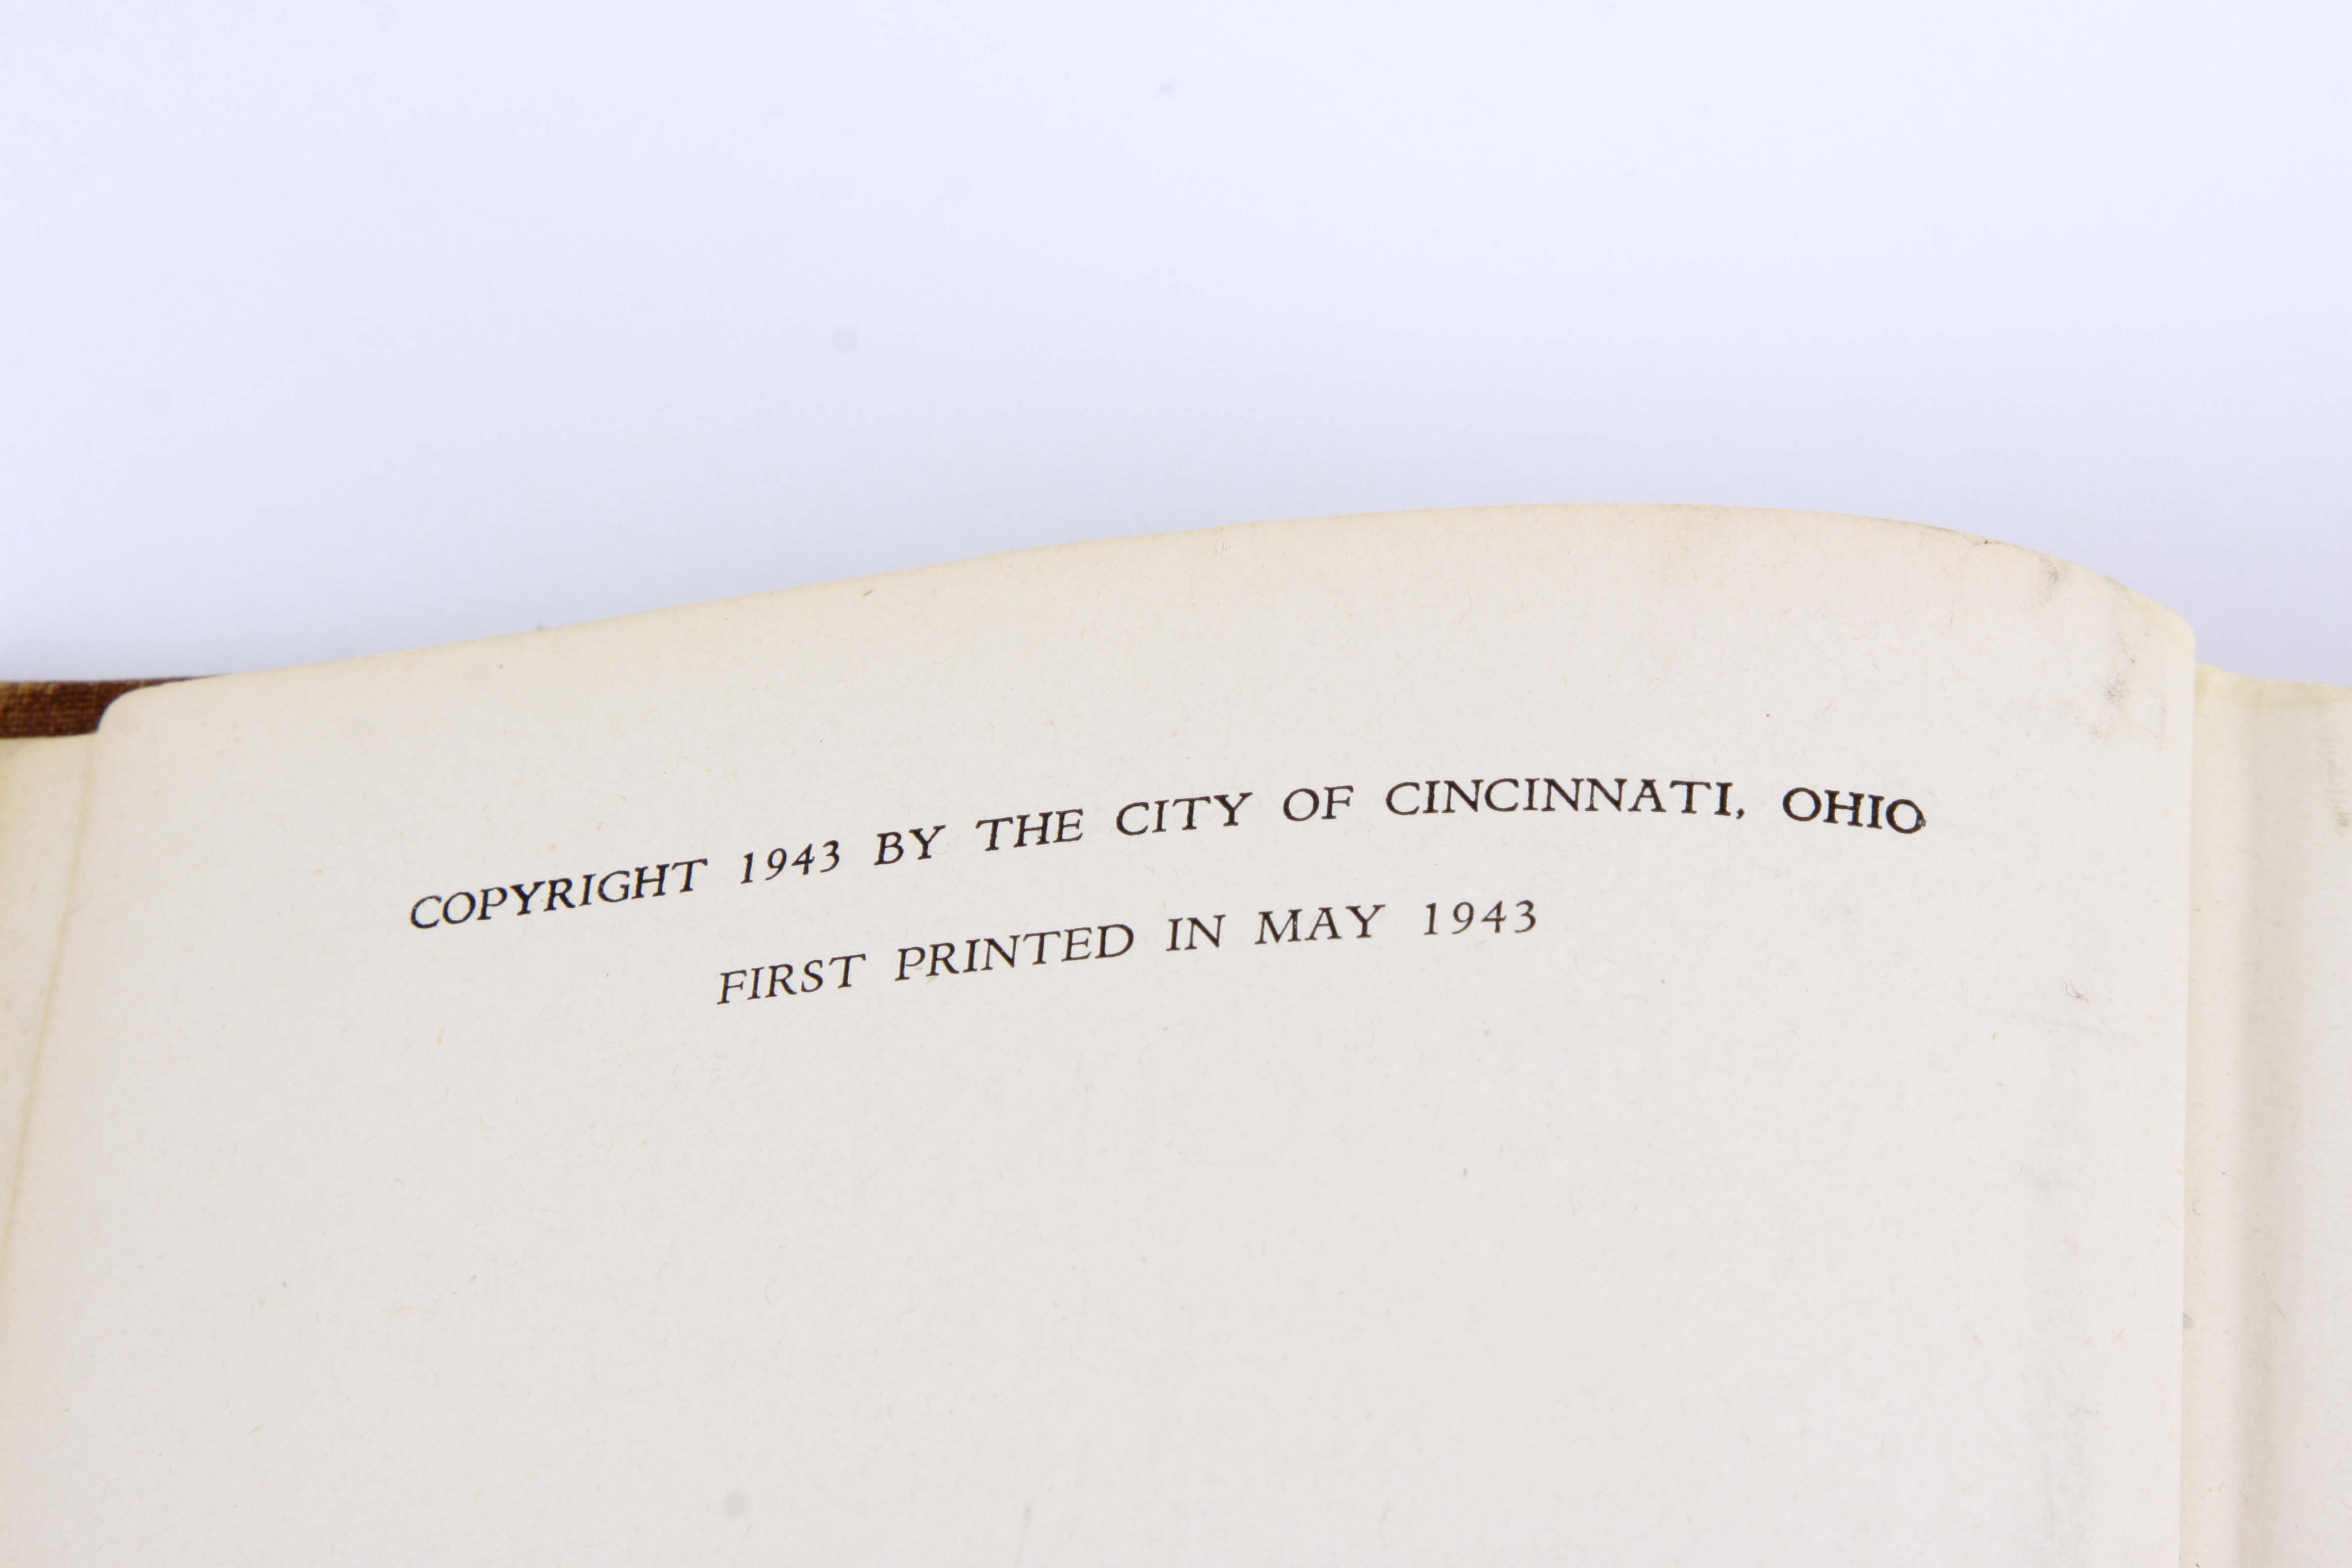 COPYRIGHT 1943 BY THE CITY OF CINCINNATI, OHIO
FIRST PRINTED IN MAY 1943